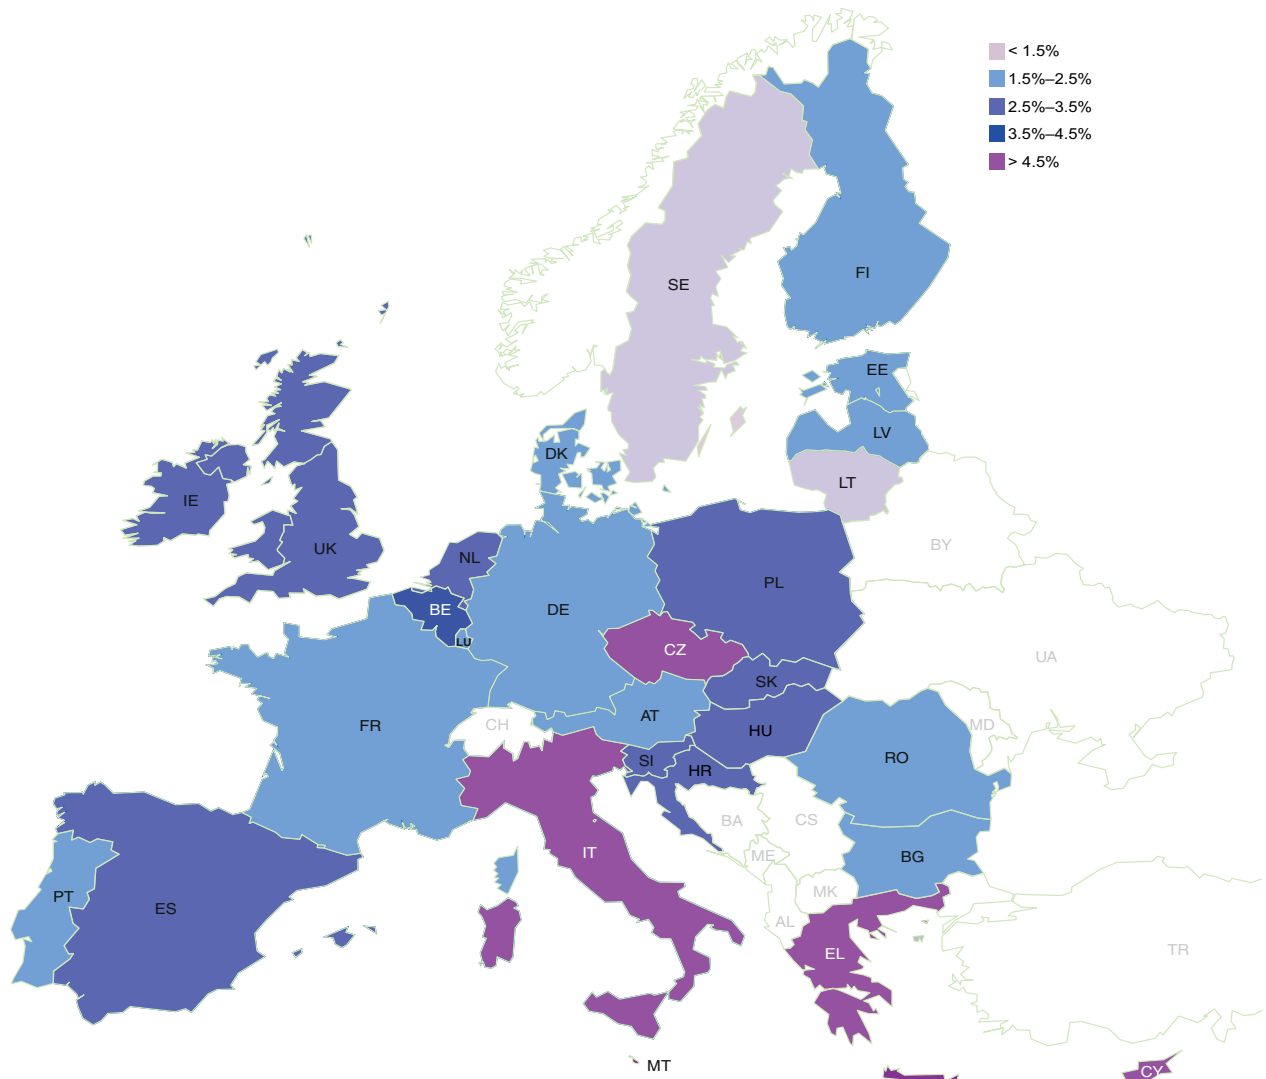 < 1.5%
1.5%–2.5%
2.5%–3.5%
3.5%–4.5%
> 4.5%
FI
SE
EE
LV
DK
LT
IE
BY
UK
NL
PL
BE
DE
LU
CZ
UA
SK
AT
FR
CH
MD
HU
RO
SI
HR
BA
CS
IT
ME
BG
MK
PT
ES
AL
EL
TR
MT
CY